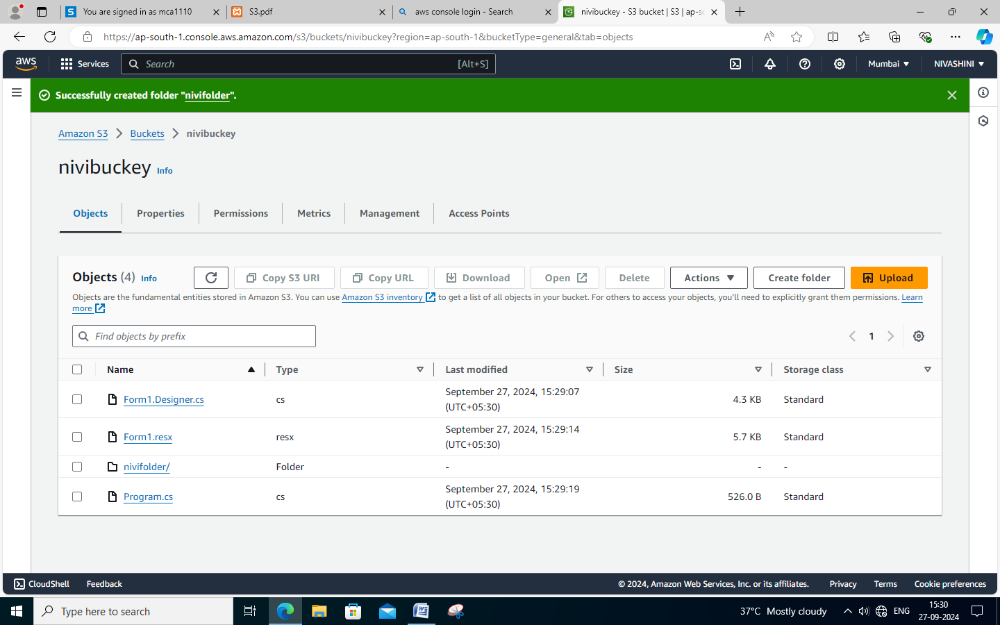 You are signed in as mca1110
S3.pdf
aws console login - Search
nivibuckey - S3 bucket | S3 | ap-sc
https://ap-south-1.console.aws.amazon.com/s3/buckets/nivibuckey?region=ap-south-1&bucketType=general&tab=objects
aws
Services
Search
[Alt+S]
Mumbai
NIVASHINI
Successfully created folder "nivifolder".
Amazon S3 > Buckets > nivibuckey
nivibuckey Info
Objects
Properties
Permissions
Metrics
Management
Access Points
Objects (4) Info
Copy S3 URI
Copy URL
Download
Open
Delete
Actions
Create folder
Upload
Objects are the fundamental entities stored in Amazon S3. You can use Amazon S3 inventory to get a list of all objects in your bucket. For others to access your objects, you'll need to explicitly grant them permissions. Learn
more
Find objects by prefix
1
Name
Type
Last modified
Size
Storage class
Form1.Designer.cs
cs
September 27, 2024, 15:29:07
(UTC+05:30)
4.3 KB
Standard
Form1.resx
resx
September 27, 2024, 15:29:14
(UTC+05:30)
5.7 KB
Standard
nivifolder/
Folder
-
-
-
Program.cs
cs
September 27, 2024, 15:29:19
(UTC+05:30)
526.0 B
Standard
CloudShell
Feedback
© 2024, Amazon Web Services, Inc. or its affiliates.
Privacy
Terms
Cookie preferences
Type here to search
37°C Mostly cloudy
ENG
15:30
27-09-2024